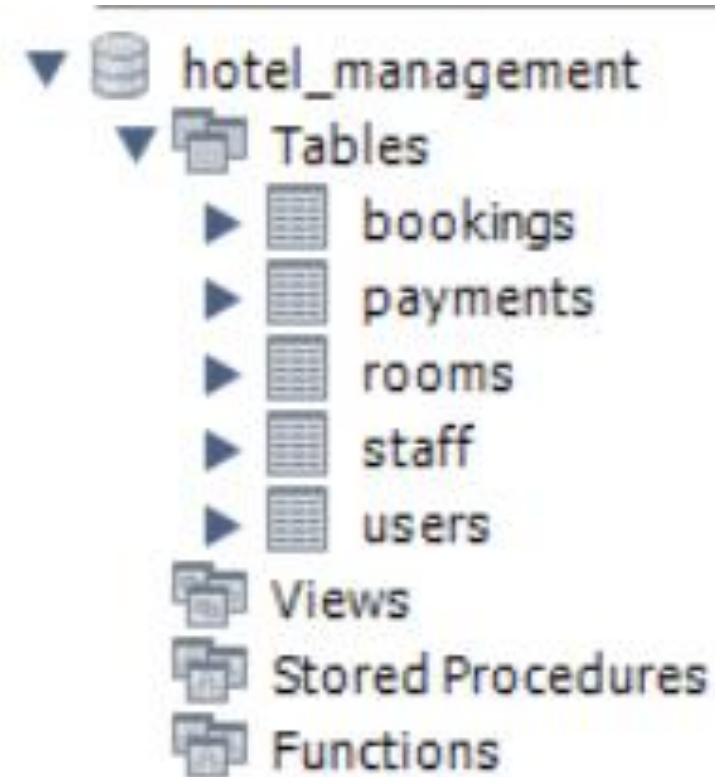 hotel_management
Tables
bookings
payments
rooms
staff
users
Views
Stored Procedures
Functions